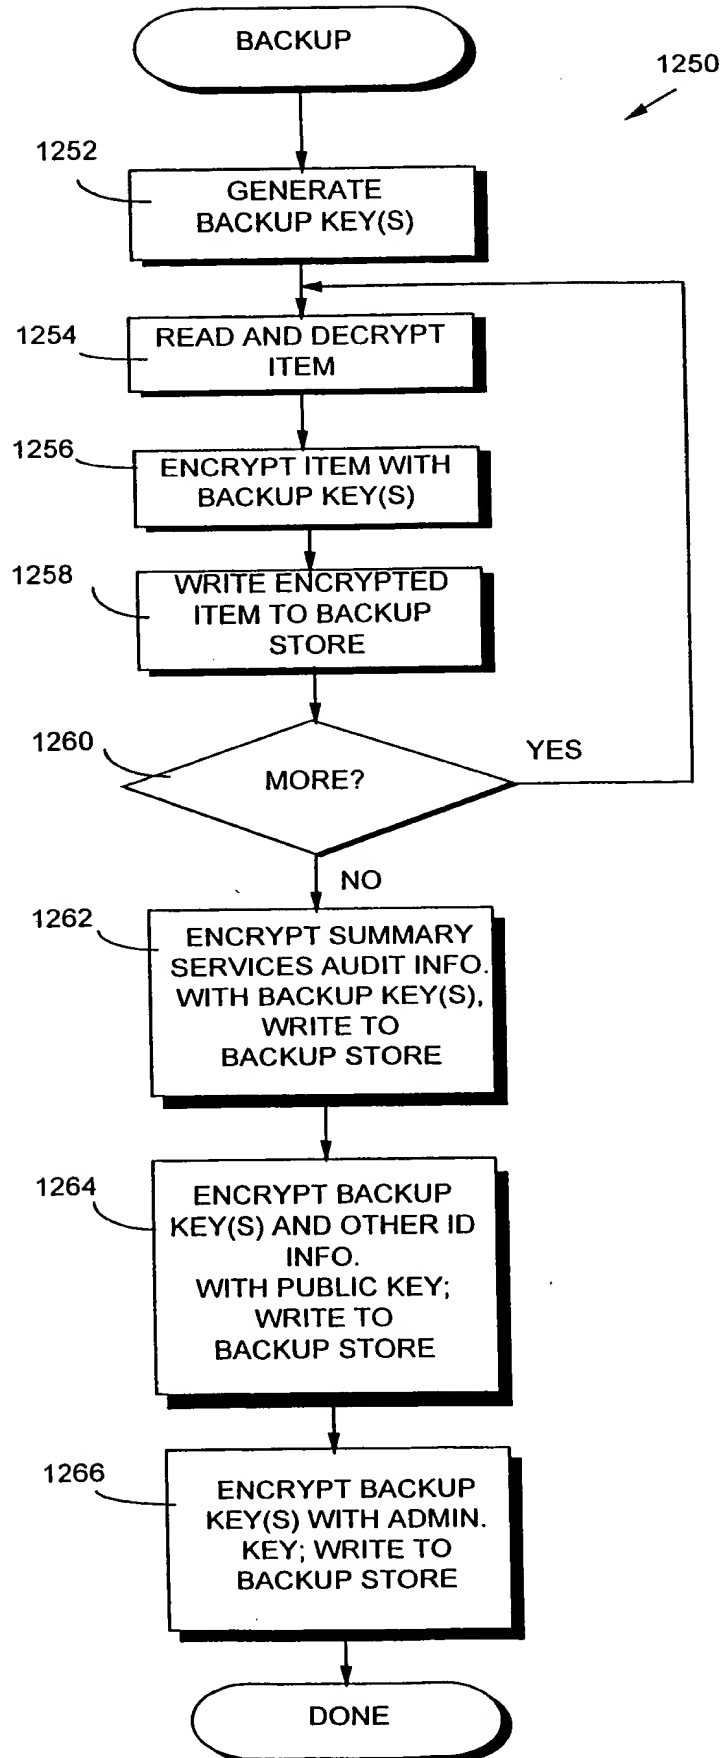 BACKUP
1250
1252
GENERATE
BACKUP KEY(S)
1254
READ AND DECRYPT
ITEM
1256
ENCRYPT ITEM WITH
BACKUP KEY(S)
1258
WRITE ENCRYPTED
ITEM TO BACKUP
STORE
1260
MORE?
YES
NO
1262
ENCRYPT SUMMARY
SERVICES AUDIT INFO.
WITH BACKUP KEY(S),
WRITE TO
BACKUP STORE
1264
ENCRYPT BACKUP
KEY(S) AND OTHER ID
INFO.
WITH PUBLIC KEY;
WRITE TO
BACKUP STORE
1266
ENCRYPT BACKUP
KEY(S) WITH ADMIN.
KEY; WRITE TO
BACKUP STORE
DONE